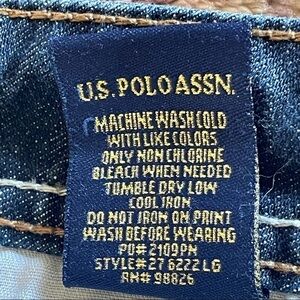 U.S. POLO ASSN.
MACHINE WASH COLD
WITH LIKE COLORS
ONLY NON CHLORINE
BLEACH WHEN NEEDED
TUMBLE DRY LOW
COOL IRON
DO NOT IRON ON PRINT
WASH BEFORE WEARING
PO# 2109PN
STYLE# 27 6222 LG
RN# 98826